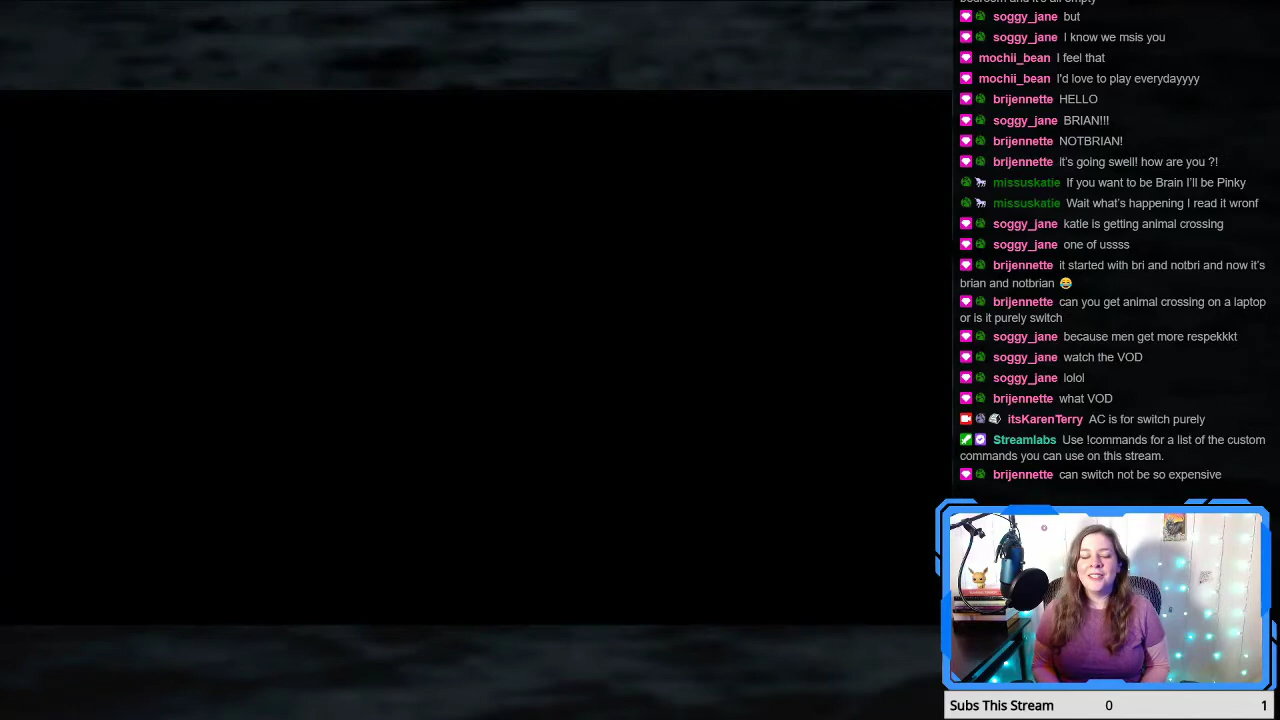 soggy_jane but
soggy_jane I know we msis you
mochii_bean I feel that
mochii_bean I'd love to play everydayyyy
brijennette HELLO
soggy_jane BRIAN!!!
brijennette NOTBRIAN!
brijennette it's going swell! how are you ?!
missuskatie If you want to be Brain I'll be Pinky
missuskatie Wait what's happening I read it wronf
soggy_jane katie is getting animal crossing
soggy_jane one of ussss
brijennette it started with bri and notbri and now it's
brian and notbrian 😂
brijennette can you get animal crossing on a laptop
or is it purely switch
soggy_jane because men get more respekkkt
soggy_jane watch the VOD
soggy_jane lolol
brijennette what VOD
itsKarenTerry AC is for switch purely
Streamlabs Use !commands for a list of the custom
commands you can use on this stream.
brijennette can switch not be so expensive
Subs This Stream 0 1